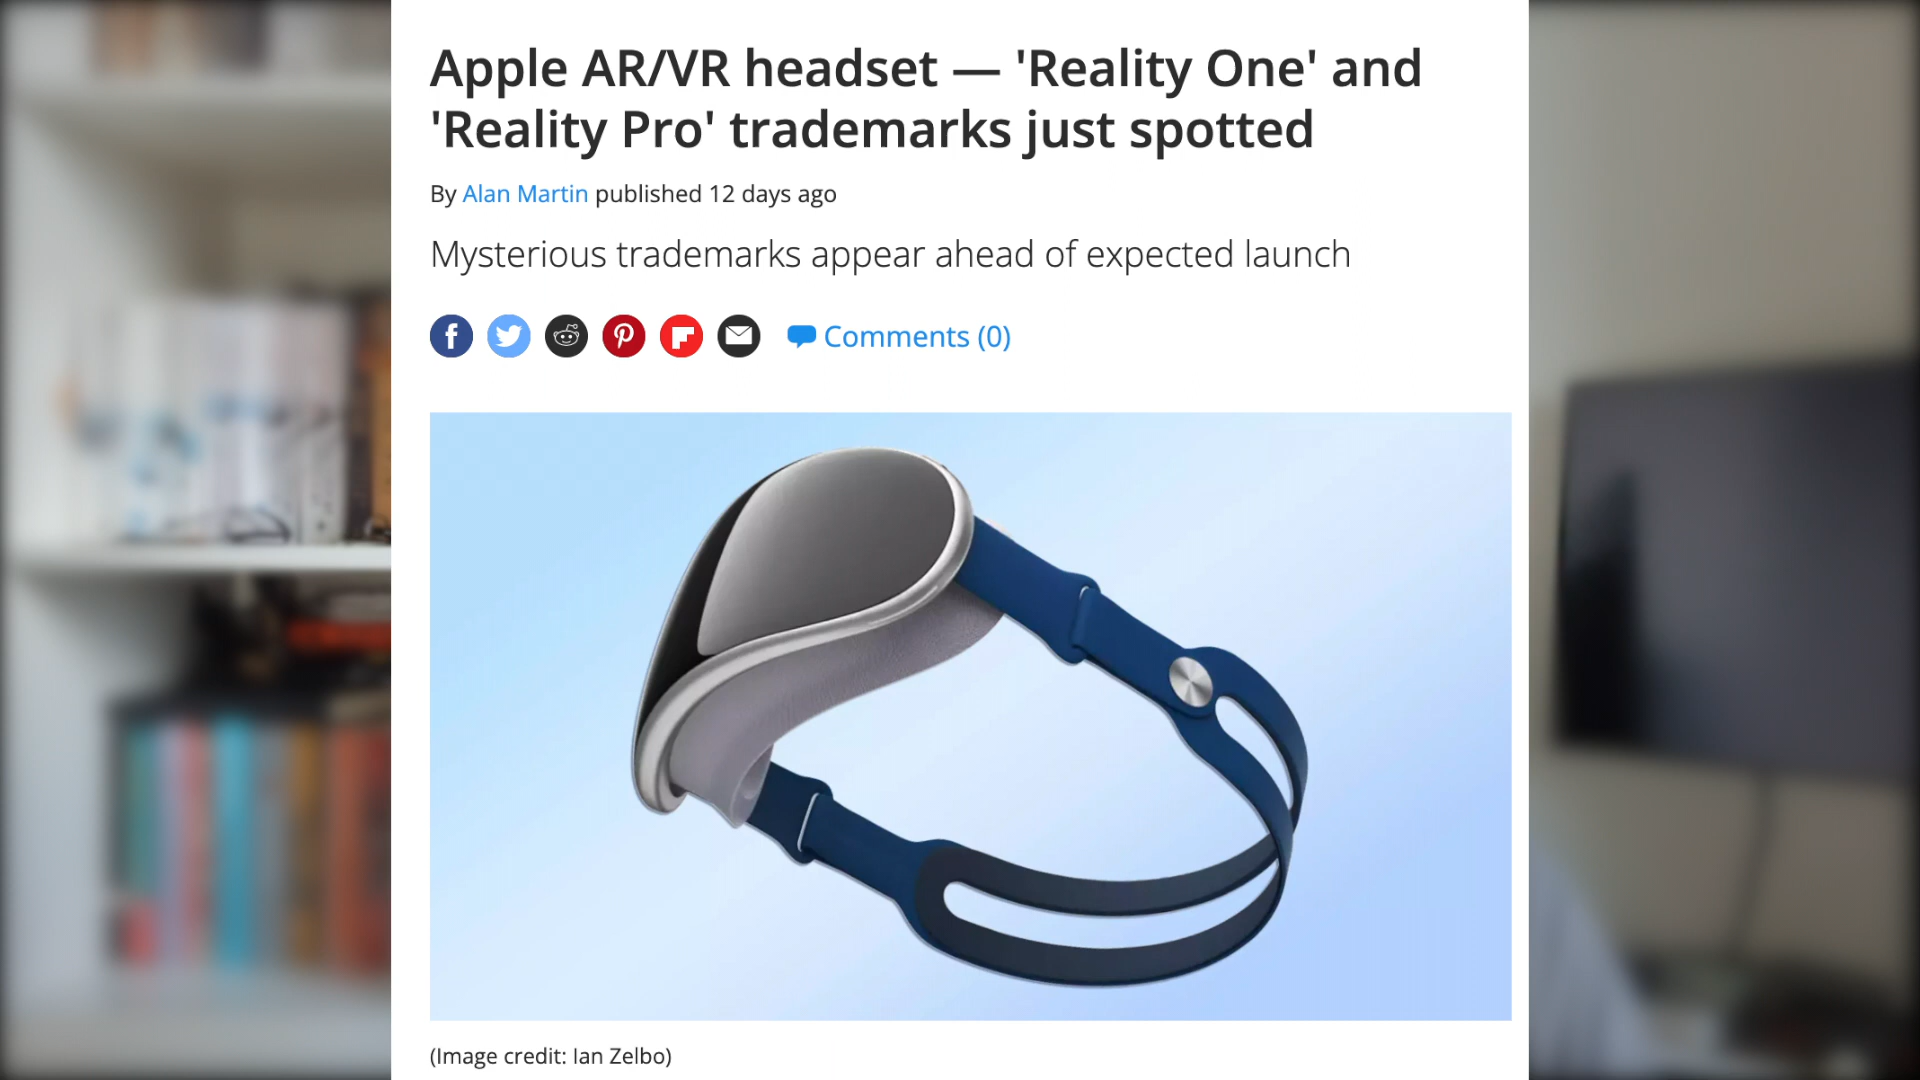 Apple AR/VR headset — 'Reality One' and
'Reality Pro' trademarks just spotted
By Alan Martin published 12 days ago
Mysterious trademarks appear ahead of expected launch
Comments (0)
(Image credit: Ian Zelbo)